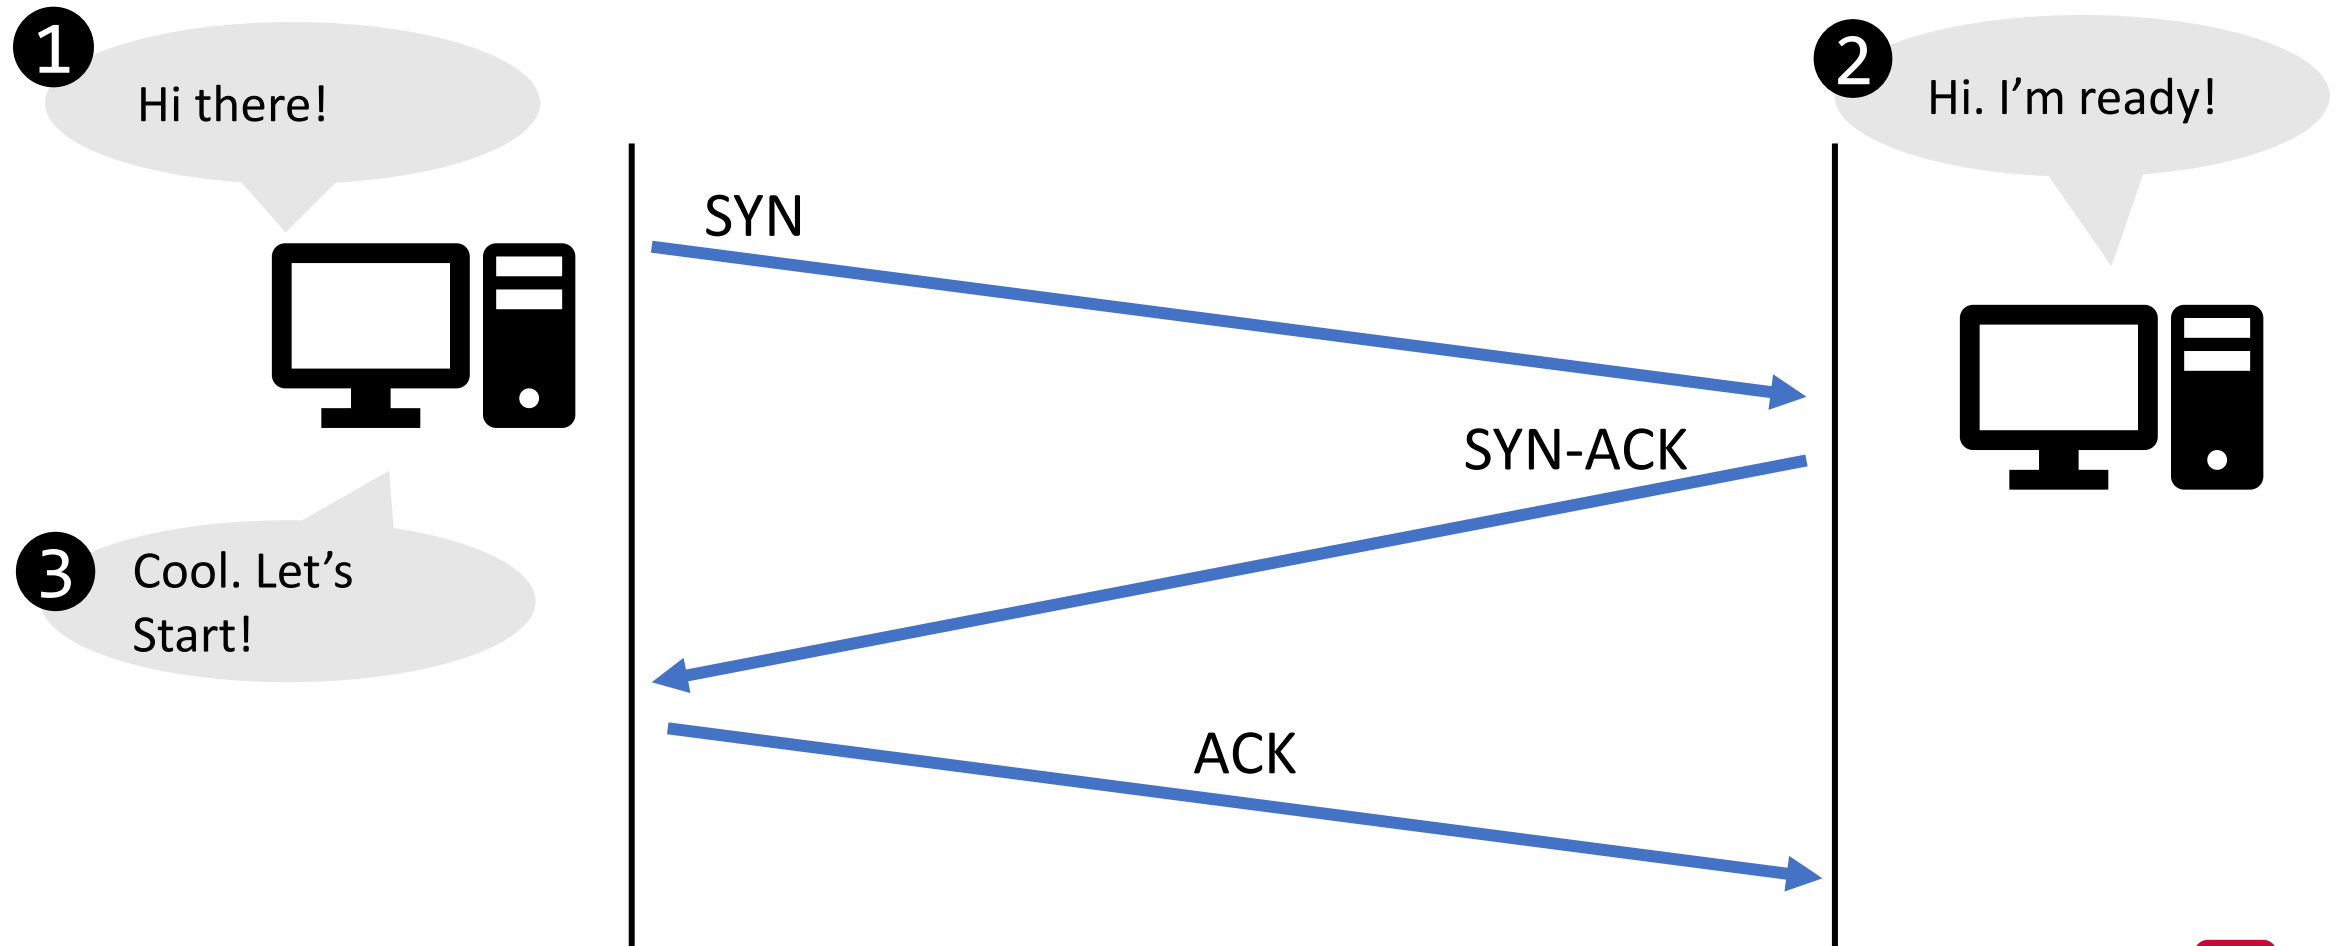 1
Hi there!
2
Hi. I'm ready!
SYN
SYN-ACK
3
Cool. Let's
Start!
ACK